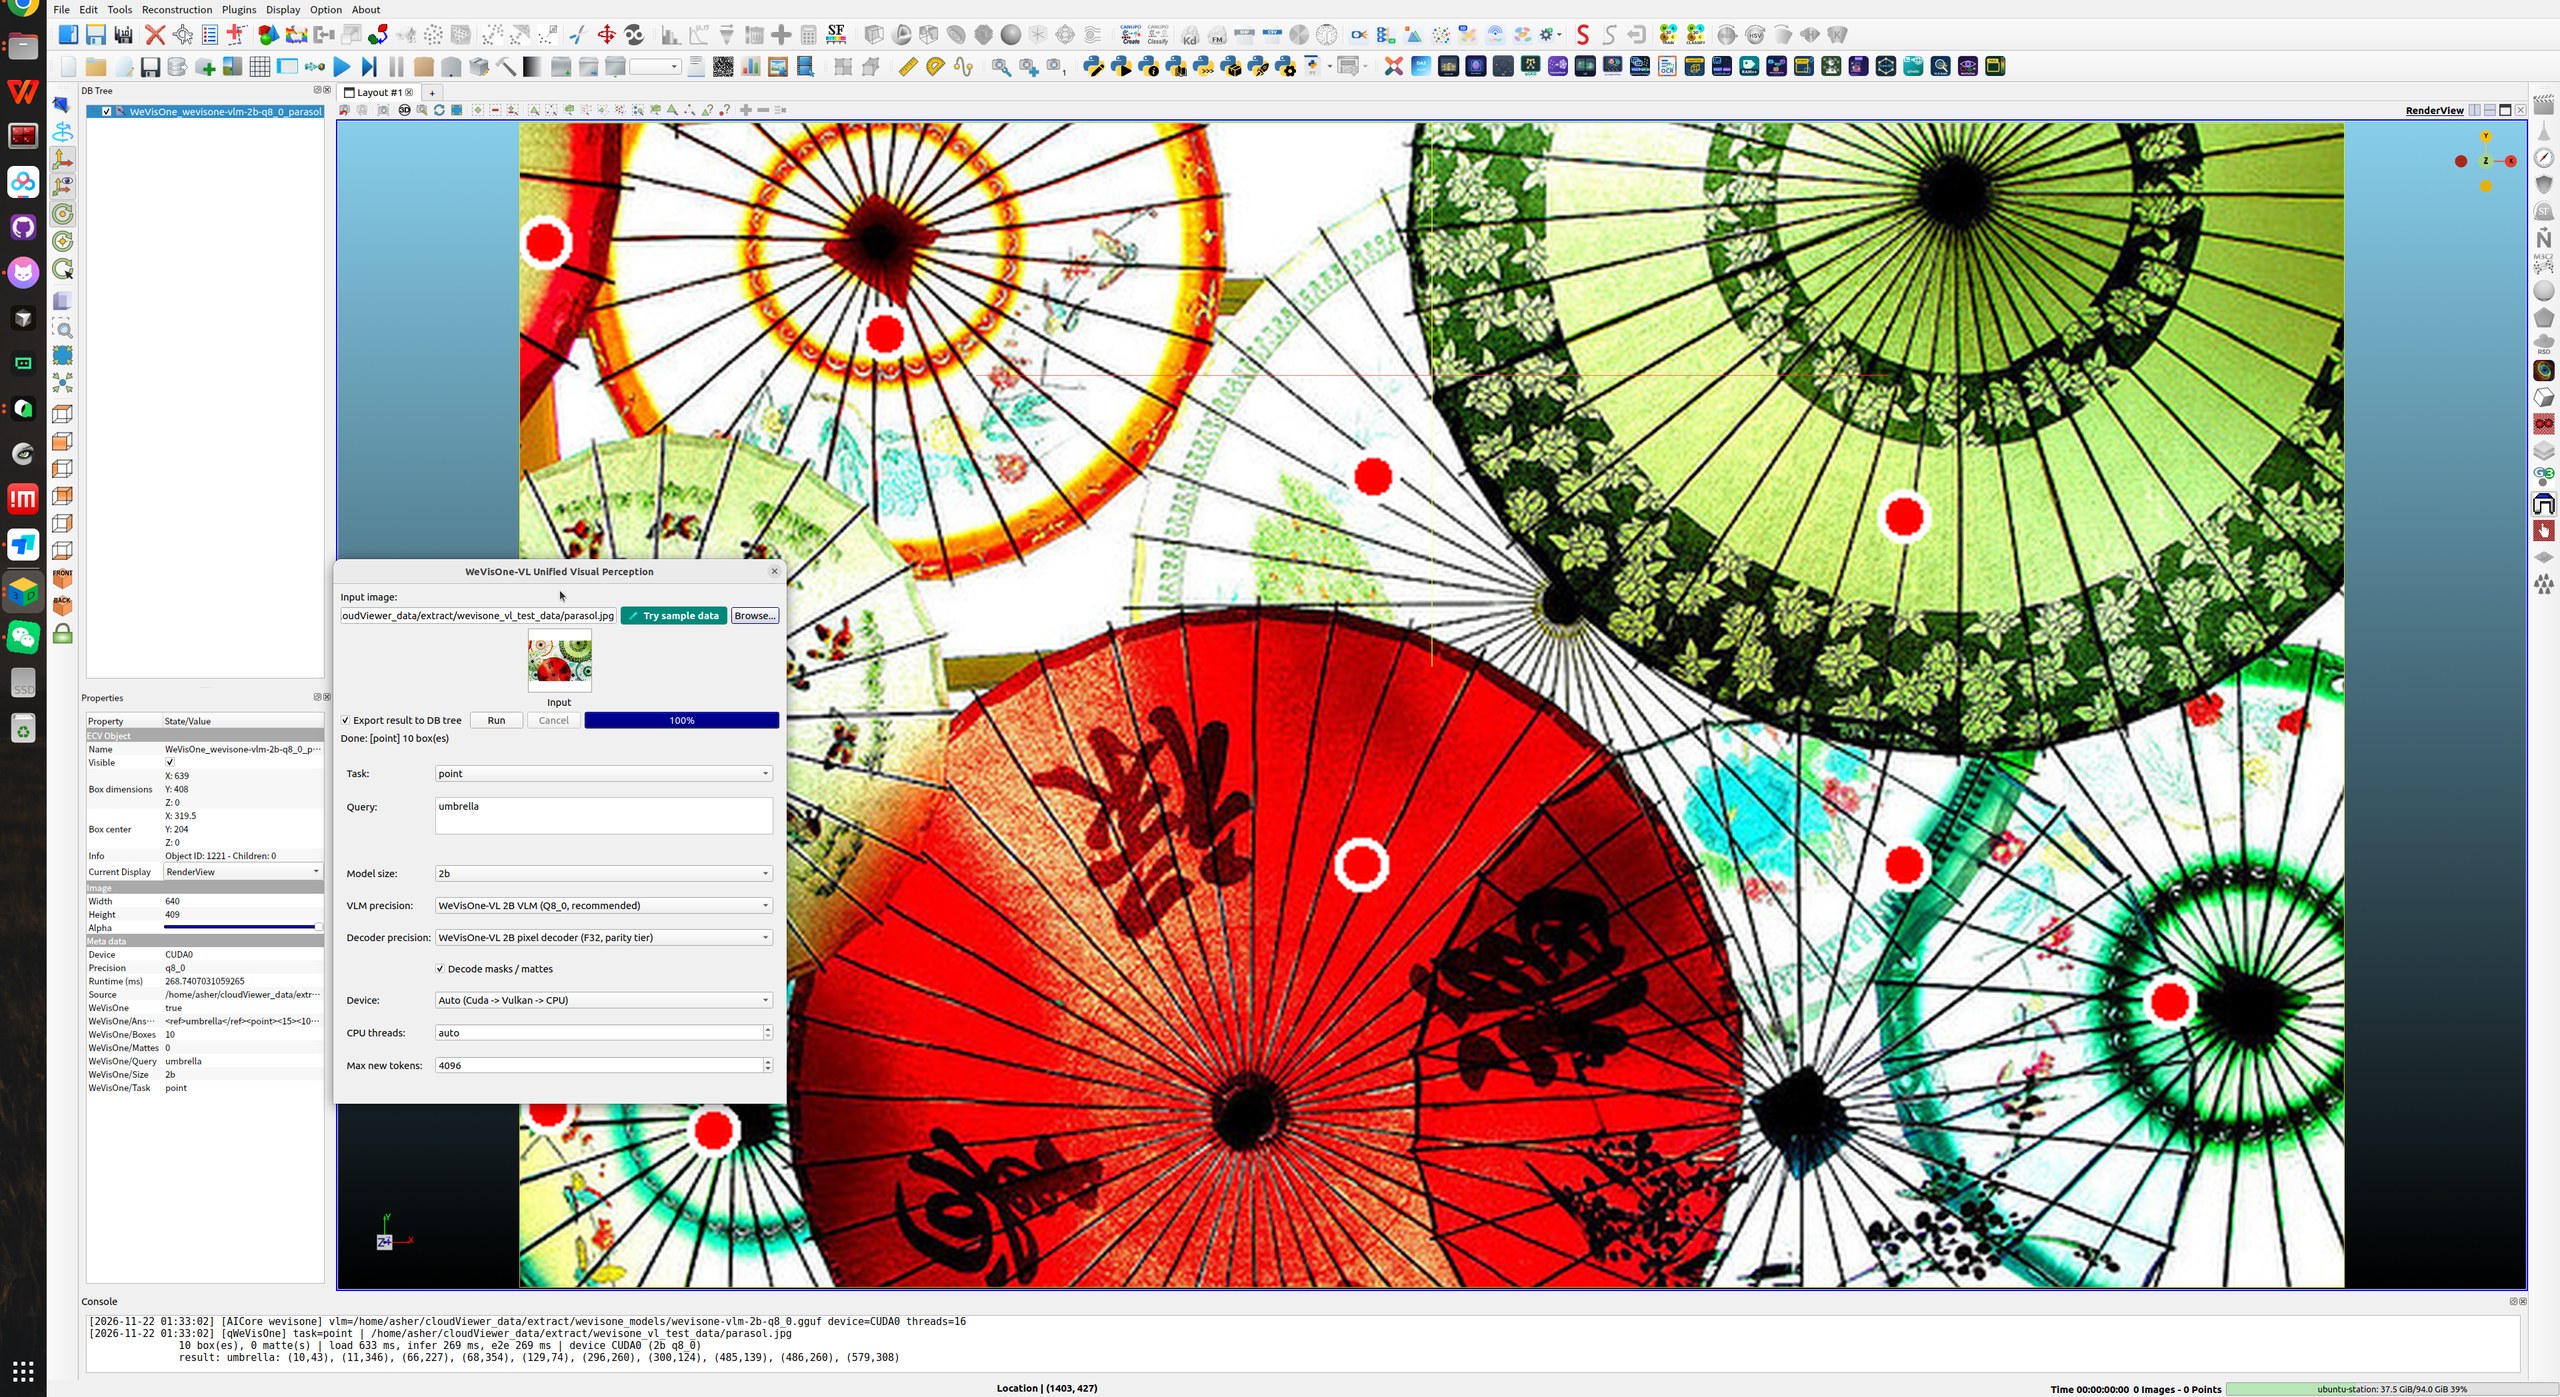 File Edit Tools Reconstruction Plugins Display Option About
SF
DB Tree
WeVisOne_wevisone-vlm-2b-q8_0_parasol
Layout #1
RenderView
Properties
Property State/Value
ECV Object
Name WeVisOne_wevisone-vlm-2b-q8_0_p···
Visible
X: 639
Box dimensions Y: 408
Z: 0
X: 319.5
Box center Y: 204
Z: 0
Info Object ID: 1221 - Children: 0
Current Display RenderView
Image
Width 640
Height 409
Alpha
Meta data
Device CUDA0
Precision q8_0
Runtime (ms) 268.7407031059265
Source /home/asher/cloudViewer_data/extr···
WeVisOne true
WeVisOne/Ans··· <ref>umbrella</ref><point><15><10···
WeVisOne/Boxes 10
WeVisOne/Mattes 0
WeVisOne/Query umbrella
WeVisOne/Size 2b
WeVisOne/Task point
WeVisOne-VL Unified Visual Perception
Input image:
oudViewer_data/extract/wevisone_vl_test_data/parasol.jpg Try sample data Browse...
Input
Export result to DB tree Run Cancel 100%
Done: [point] 10 box(es)
Task: point
Query: umbrella
Model size: 2b
VLM precision: WeVisOne-VL 2B VLM (Q8_0, recommended)
Decoder precision: WeVisOne-VL 2B pixel decoder (F32, parity tier)
Decode masks / mattes
Device: Auto (Cuda -> Vulkan -> CPU)
CPU threads: auto
Max new tokens: 4096
FRONT
BACK
Y
Z
X
Console
[2026-11-22 01:33:02] [AICore wevisone] vlm=/home/asher/cloudViewer_data/extract/wevisone_models/wevisone-vlm-2b-q8_0.gguf device=CUDA0 threads=16
[2026-11-22 01:33:02] [qWeVisOne] task=point | /home/asher/cloudViewer_data/extract/wevisone_vl_test_data/parasol.jpg
10 box(es), 0 matte(s) | load 633 ms, infer 269 ms, e2e 269 ms | device CUDA0 (2b q8_0)
result: umbrella: (10,43), (11,346), (66,227), (68,354), (129,74), (296,260), (300,124), (485,139), (486,260), (579,308)
Location | (1403, 427)
Time 00:00:00:00 0 Images - 0 Points
ubuntu-station: 37.5 GiB/94.0 GiB 39%